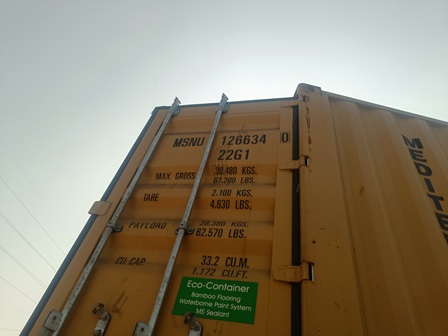 MSNU 126634 0
22G1
MAX. GROSS 30.480 KGS.
67.200 LBS.
TARE 2.100 KGS.
4.630 LBS.
PAYLOAD 28.380 KGS.
62.570 LBS.
CU.CAP. 33.2 CU.M.
1.172 CU.FT.
Eco-Container
Bamboo Flooring
Waterborne Paint System
MS Sealant
MEDITE